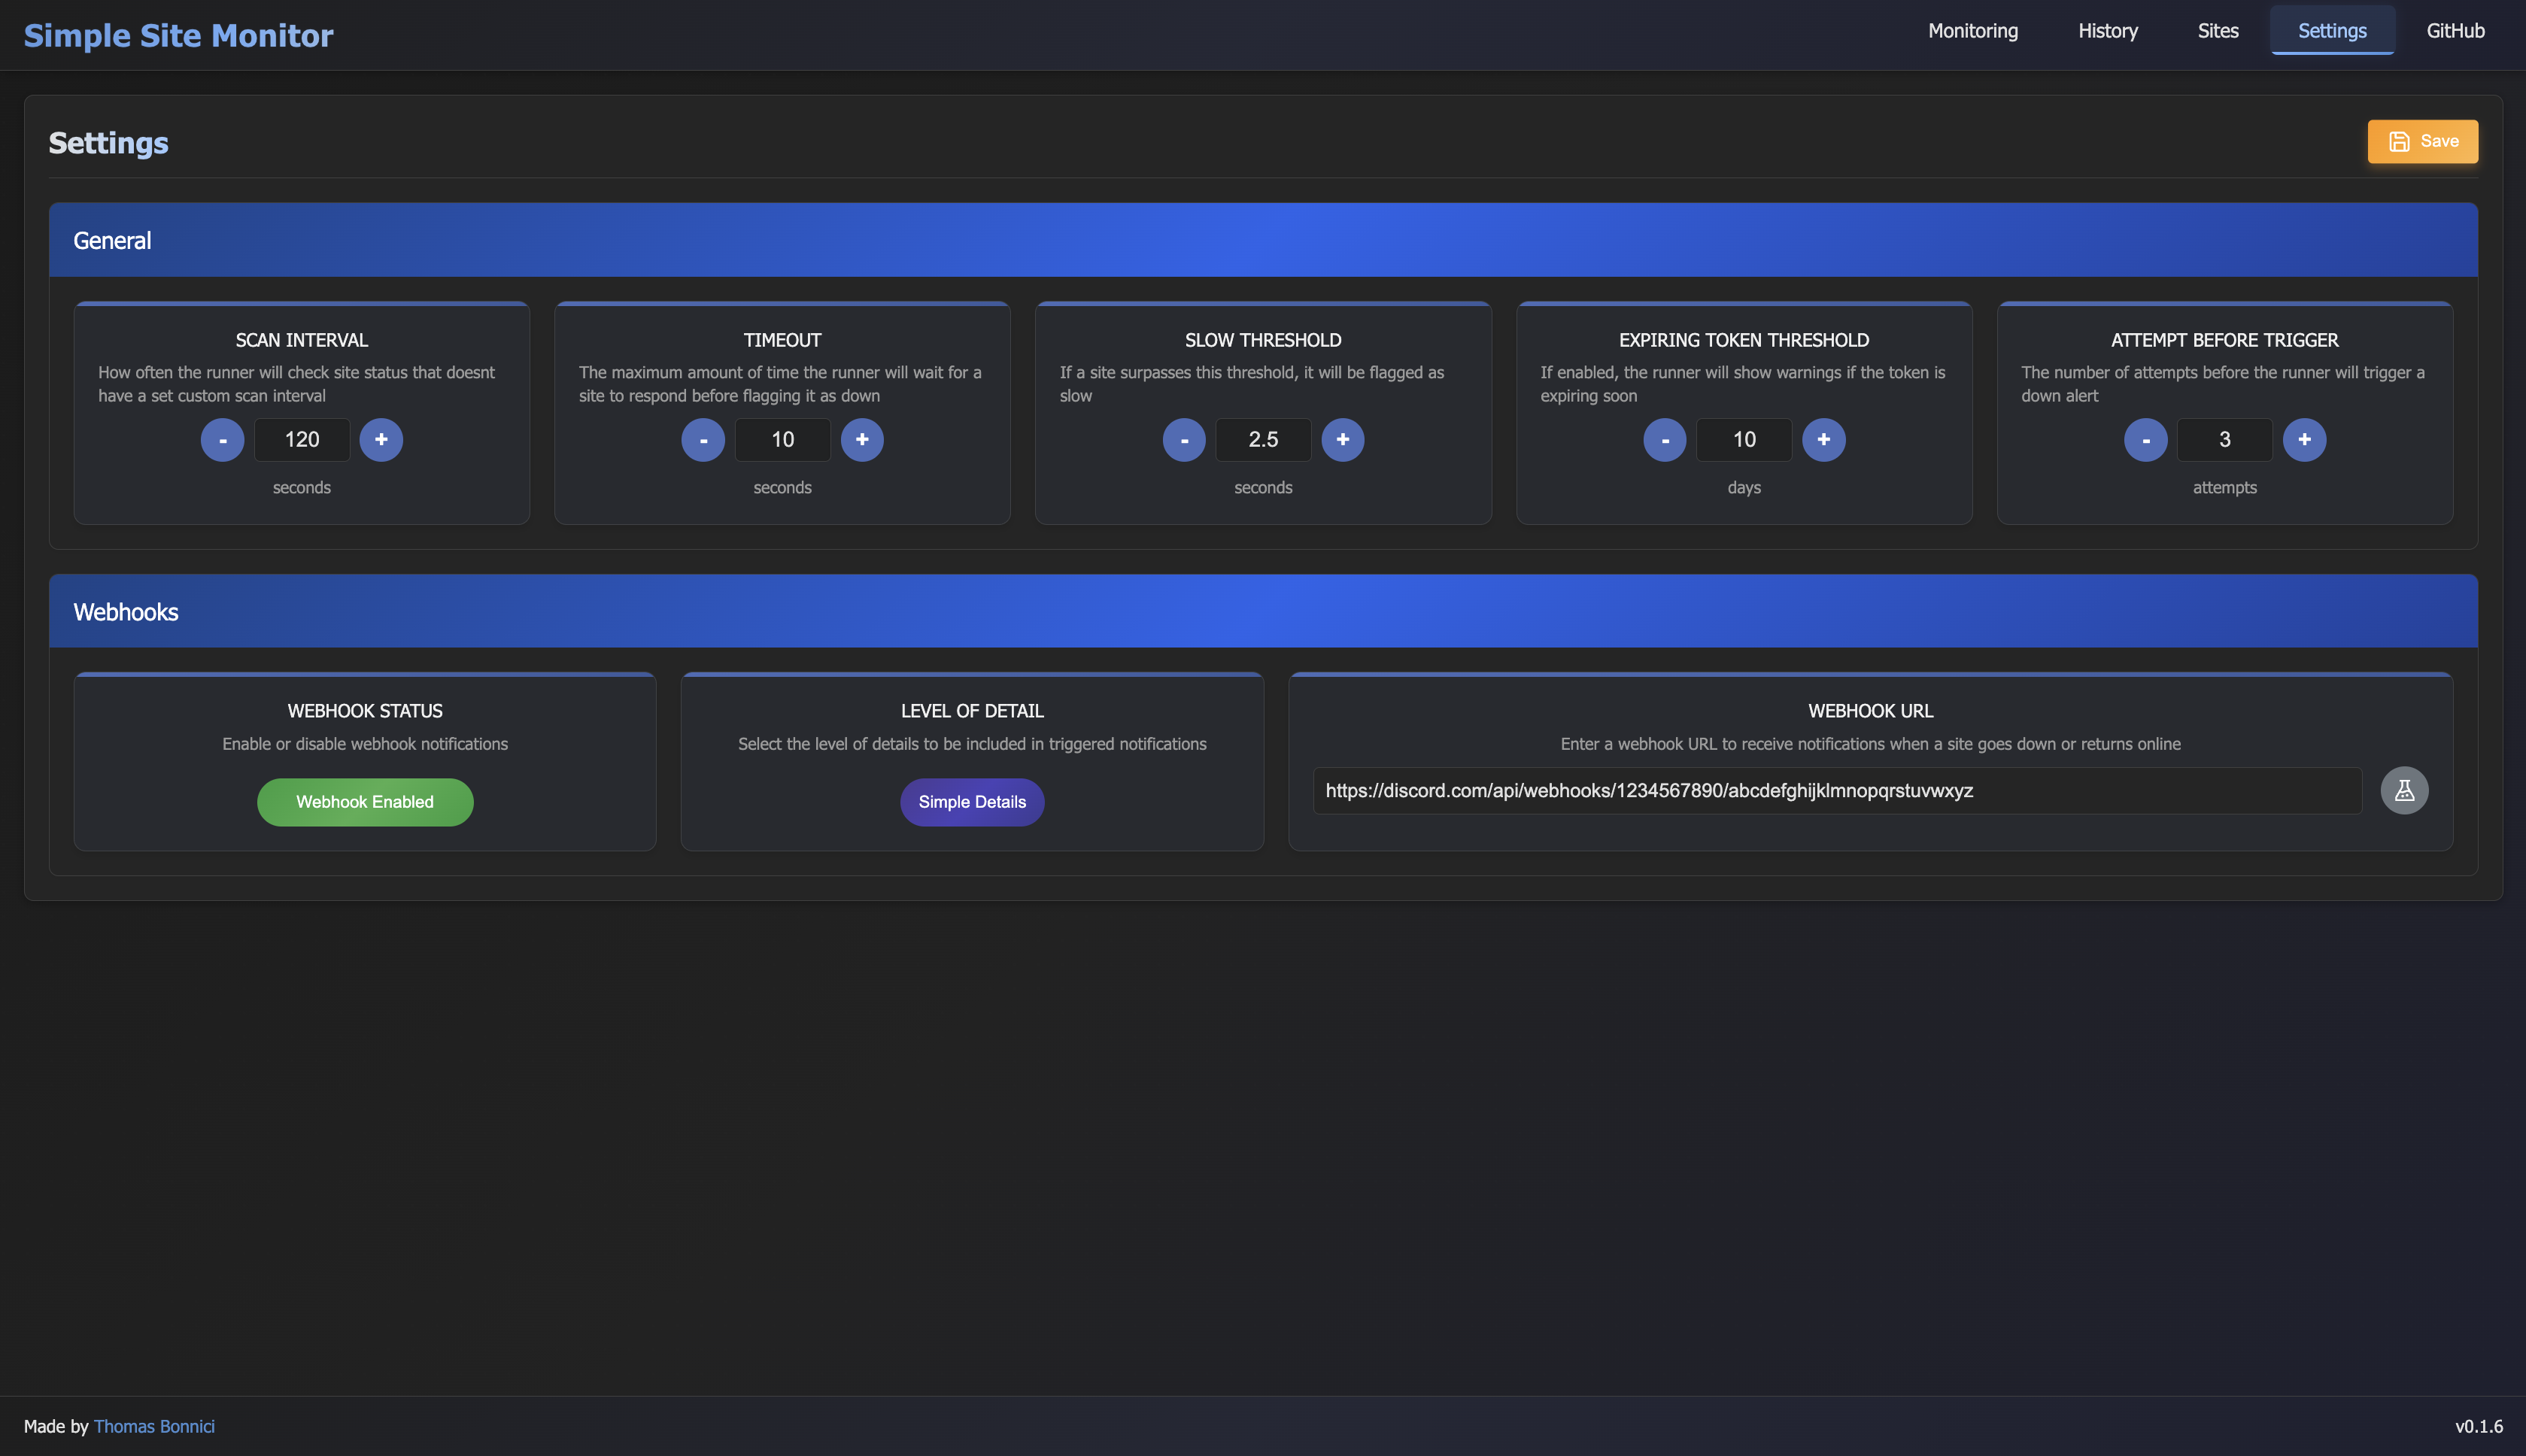 Simple Site Monitor
Monitoring
History
Sites
Settings
GitHub
Settings
Save
General
SCAN INTERVAL
How often the runner will check site status that doesnt
have a set custom scan interval
-
120
+
seconds
TIMEOUT
The maximum amount of time the runner will wait for a
site to respond before flagging it as down
-
10
+
seconds
SLOW THRESHOLD
If a site surpasses this threshold, it will be flagged as
slow
-
2.5
+
seconds
EXPIRING TOKEN THRESHOLD
If enabled, the runner will show warnings if the token is
expiring soon
-
10
+
days
ATTEMPT BEFORE TRIGGER
The number of attempts before the runner will trigger a
down alert
-
3
+
attempts
Webhooks
WEBHOOK STATUS
Enable or disable webhook notifications
Webhook Enabled
LEVEL OF DETAIL
Select the level of details to be included in triggered notifications
Simple Details
WEBHOOK URL
Enter a webhook URL to receive notifications when a site goes down or returns online
https://discord.com/api/webhooks/1234567890/abcdefghijklmnopqrstuvwxyz
Made by Thomas Bonnici
v0.1.6